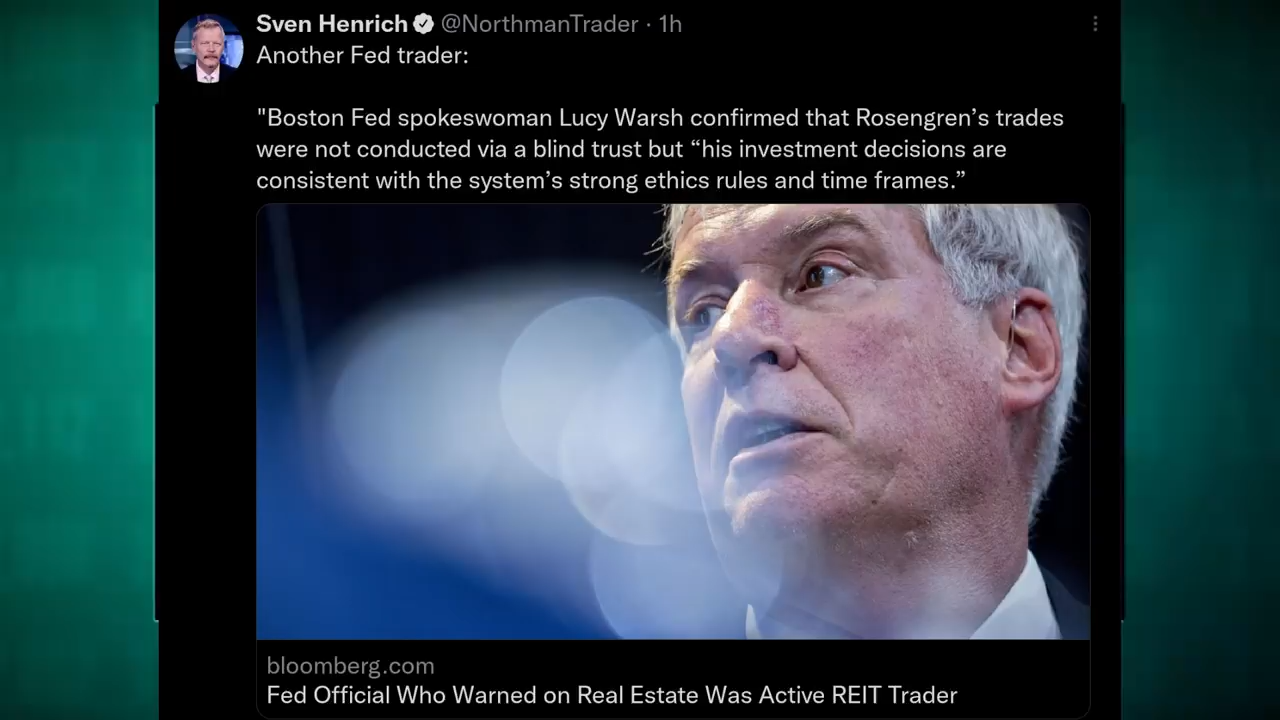 Sven Henrich @NorthmanTrader · 1h
Another Fed trader:
"Boston Fed spokeswoman Lucy Warsh confirmed that Rosengren’s trades
were not conducted via a blind trust but “his investment decisions are
consistent with the system’s strong ethics rules and time frames.”
bloomberg.com
Fed Official Who Warned on Real Estate Was Active REIT Trader